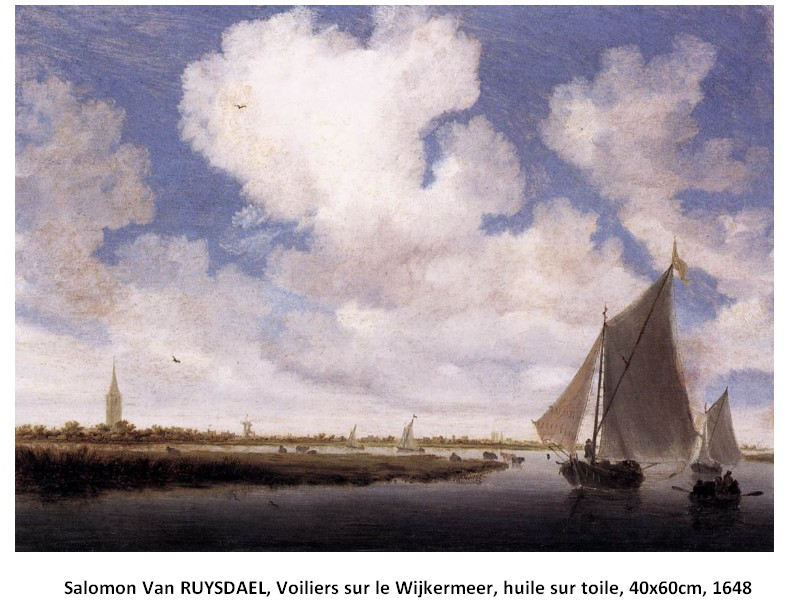 Salomon Van RUYSDAEL, Voiliers sur le Wijkermeer, huile sur toile, 40x60cm, 1648